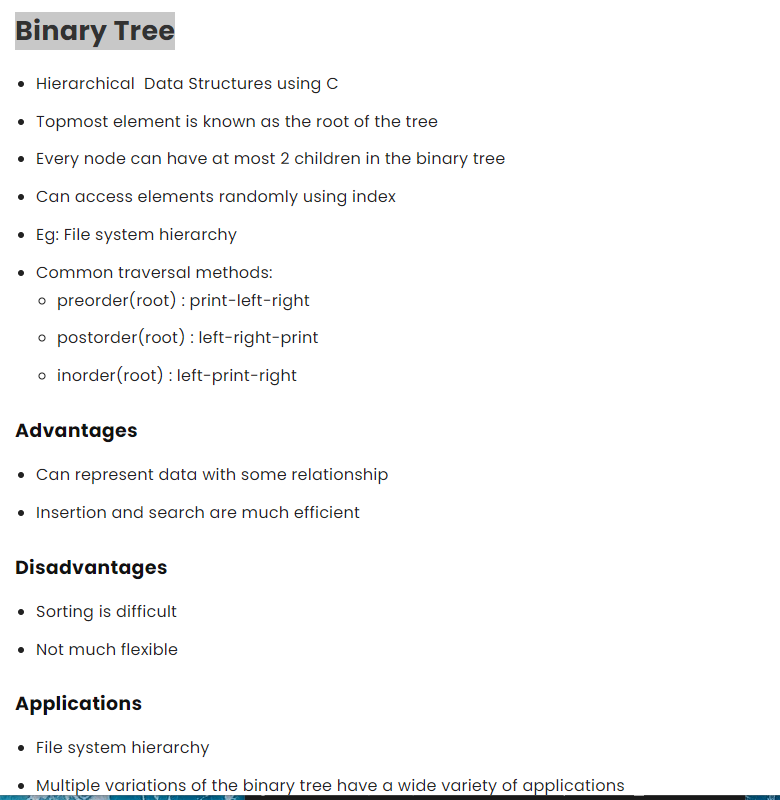 Binary Tree
Hierarchical  Data Structures using C
Topmost element is known as the root of the tree
Every node can have at most 2 children in the binary tree
Can access elements randomly using index
Eg: File system hierarchy
Common traversal methods:
preorder(root) : print-left-right
postorder(root) : left-right-print
inorder(root) : left-print-right
Advantages
Can represent data with some relationship
Insertion and search are much efficient
Disadvantages
Sorting is difficult
Not much flexible
Applications
File system hierarchy
Multiple variations of the binary tree have a wide variety of applications